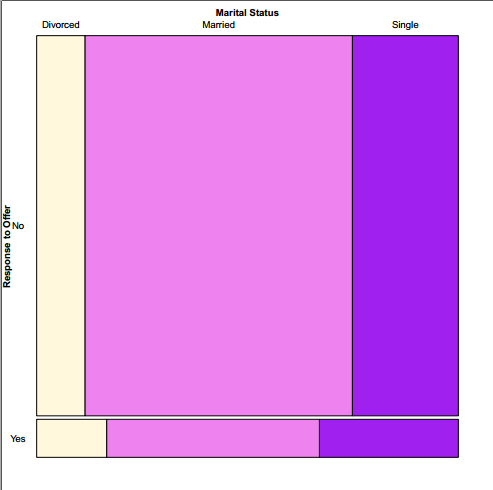 Marital Status
Divorced Married Single
Response to Offer
No
Yes